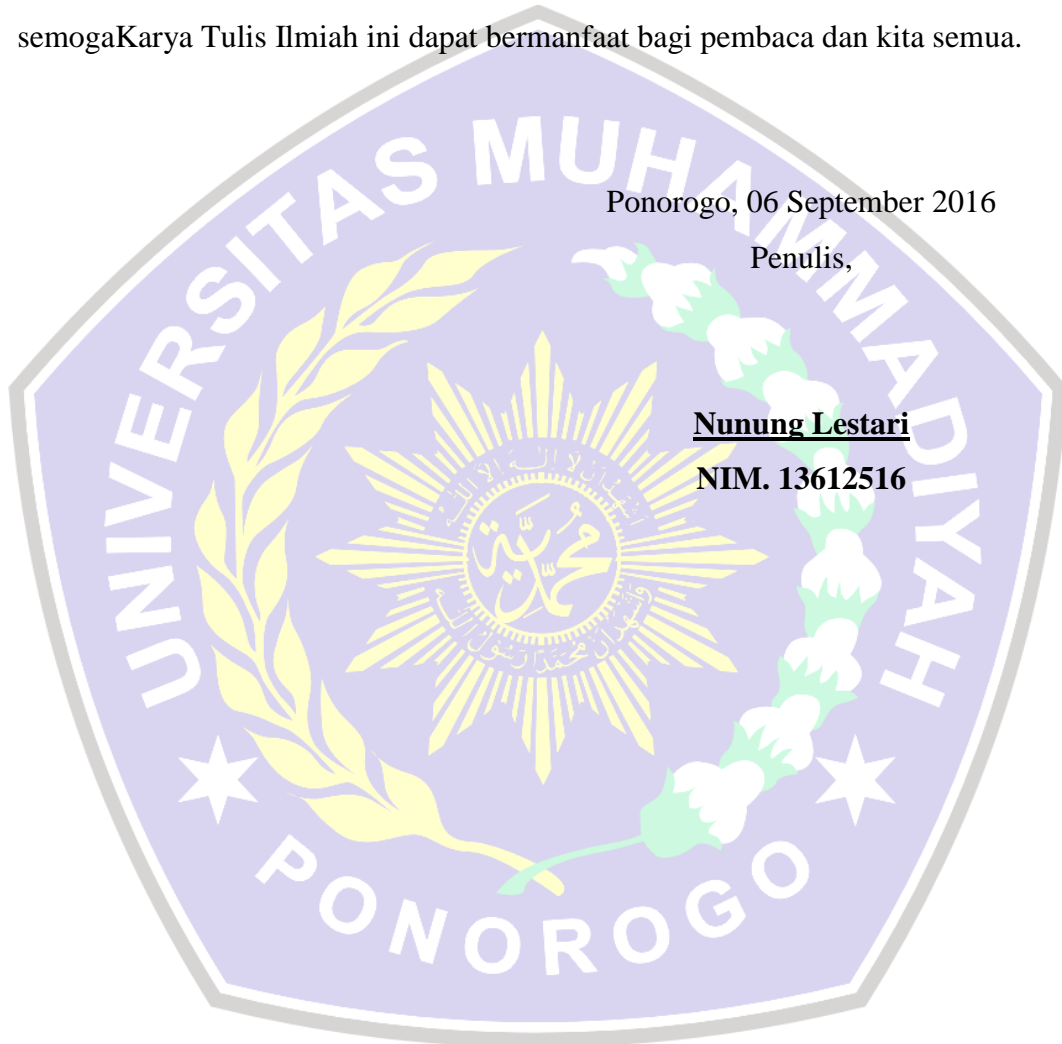 semogaKarya Tulis Ilmiah ini dapat bermanfaat bagi pembaca dan kita semua.
UNIVERSITAS MUHAMMADIYAH
Ponorogo, 06 September 2016
Penulis,
Nunung Lestari
NIM. 13612516
محمدية
PONOROGO